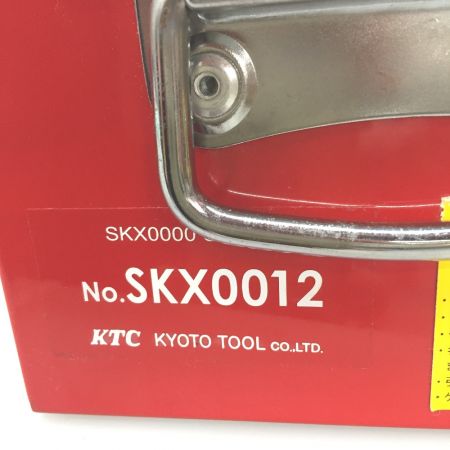 SKX0000
No.SKX0012
KTC KYOTO TOOL CO.,LTD.